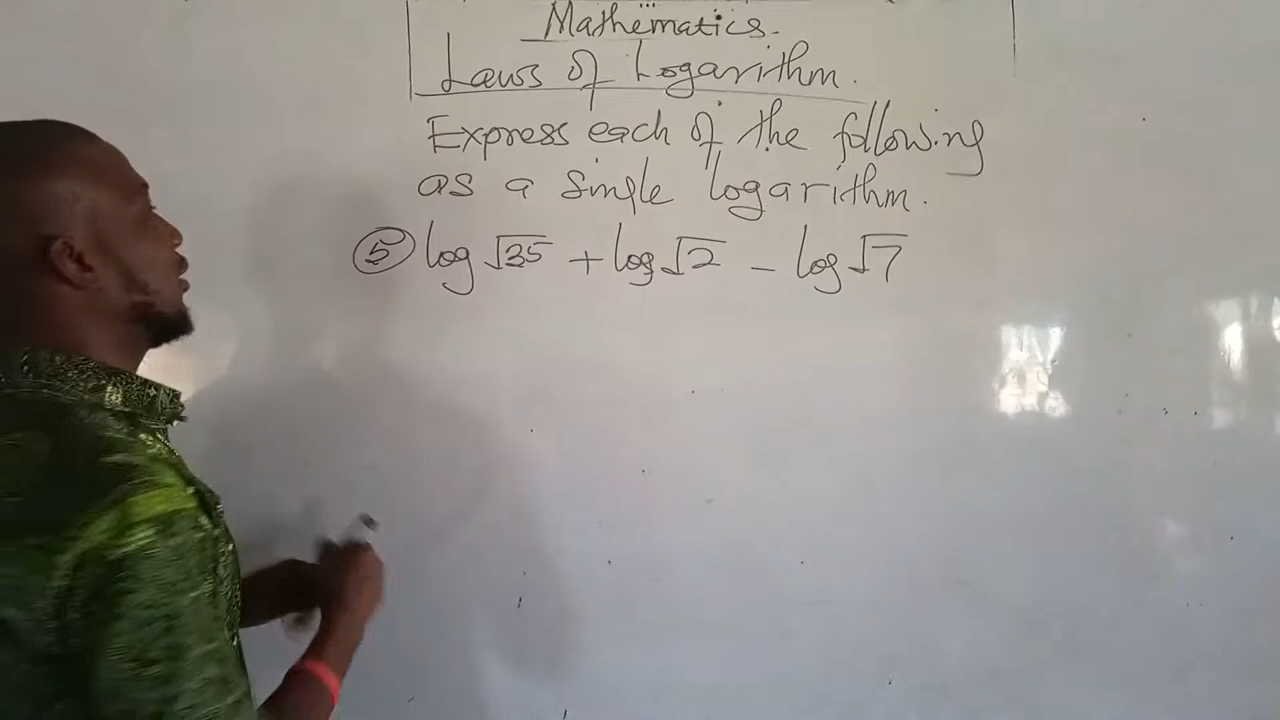 Mathematics.
Laws of Logarithm.
Express each of the following
as a single logarithm.
⑤ log √35 + log √2 - log √7